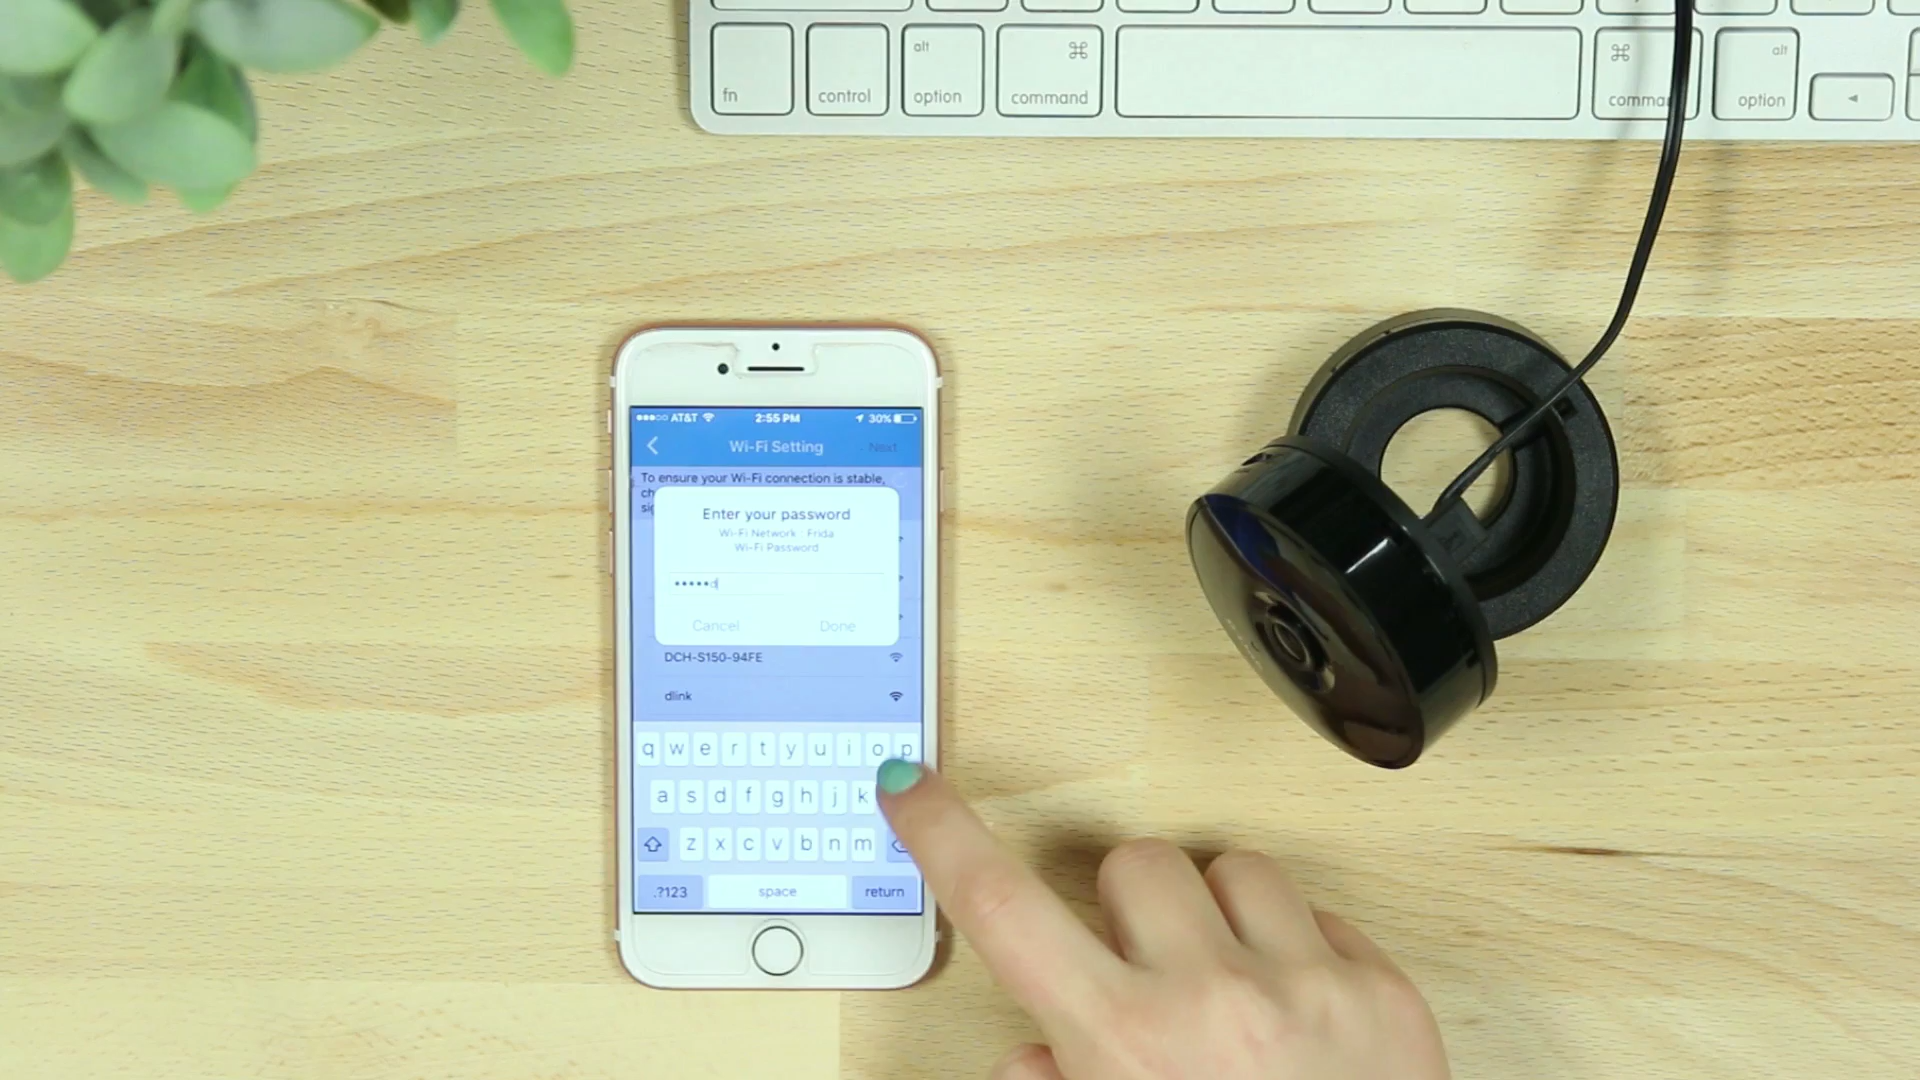 alt ⌘ ⌘ alt
fn control option command option ◄
AT&T 2:55 PM 30%
Wi-Fi Setting Next
To ensure your Wi-Fi connection is stable,
Enter your password
Wi-Fi Network : Frida
Wi-Fi Password
•••••d
Cancel Done
DCH-S150-94FE
dlink
q w e r t y u i o p
a s d f g h j k
z x c v b n m
.?123 space return